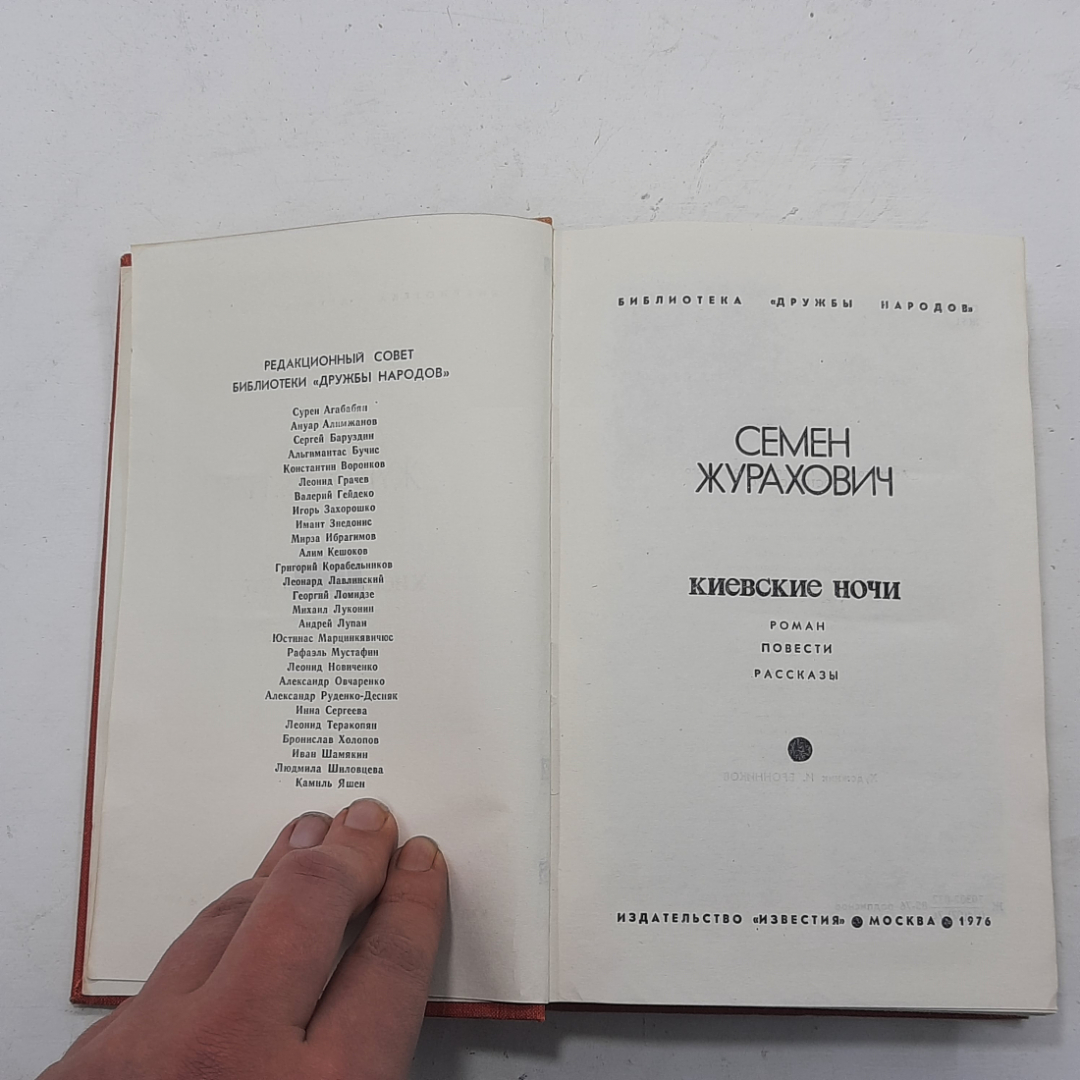 РЕДАКЦИОННЫЙ СОВЕТ
БИБЛИОТЕКИ «ДРУЖБЫ НАРОДОВ»
Сурен Агабабян
Ануар Алимжанов
Сергей Баруздин
Альгимантас Бучис
Константин Воронков
Леонид Грачев
Валерий Гейдеко
Игорь Захорошко
Имант Зиедонис
Мирза Ибрагимов
Алим Кешоков
Григорий Корабельников
Леонард Лавлинский
Георгий Ломидзе
Михаил Луконин
Андрей Лупан
Юстинас Марцинкявичюс
Рафаэль Мустафин
Леонид Новиченко
Александр Овчаренко
Александр Руденко-Десняк
Инна Сергеева
Леонид Теракопян
Бронислав Холопов
Иван Шамякин
Людмила Шиловцева
Камиль Яшен
БИБЛИОТЕКА «ДРУЖБЫ НАРОДОВ»
СЕМЕН
ЖУРАХОВИЧ
КИЕВСКИЕ НОЧИ
РОМАН
ПОВЕСТИ
РАССКАЗЫ
ИЗДАТЕЛЬСТВО «ИЗВЕСТИЯ» МОСКВА 1976